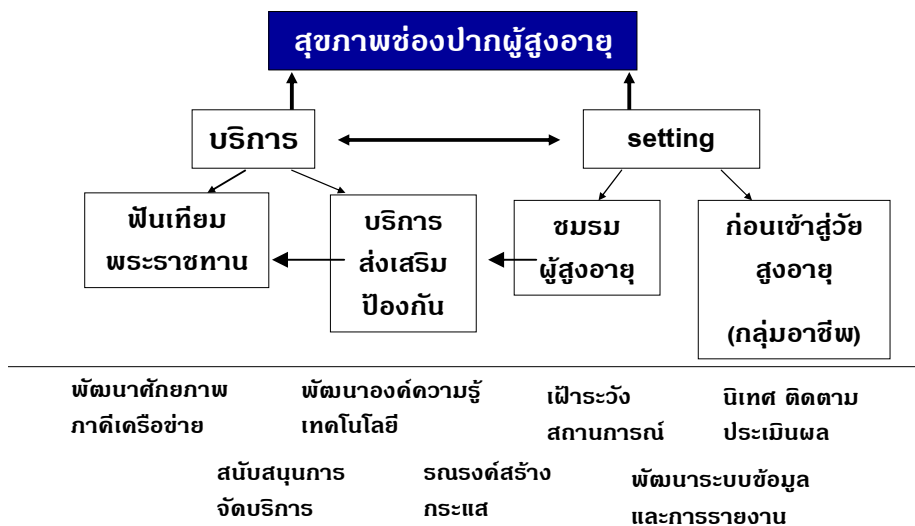 สุขภาพช่องปากผู้สูงอายุ
บริการ
setting
ฟันเทียม
พระราชทาน
บริการ
ส่งเสริม
ป้องกัน
ชมรม
ผู้สูงอายุ
ก่อนเข้าสู่วัย
สูงอายุ
(กลุ่มอาชีพ)
พัฒนาศักยภาพ
ภาคีเครือข่าย
พัฒนาองค์ความรู้
เทคโนโลยี
เฝ้าระวัง
สถานการณ์
นิเทศ ติดตาม
ประเมินผล
สนับสนุนการ
จัดบริการ
รณรงค์สร้าง
กระแส
พัฒนาระบบข้อมูล
และการรายงาน